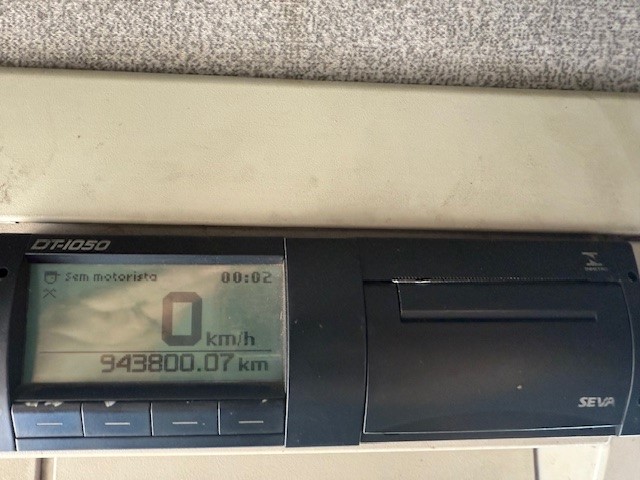 DT-1050
Sem motorista 00:02
0 km/h
943800.07 km
SEVA